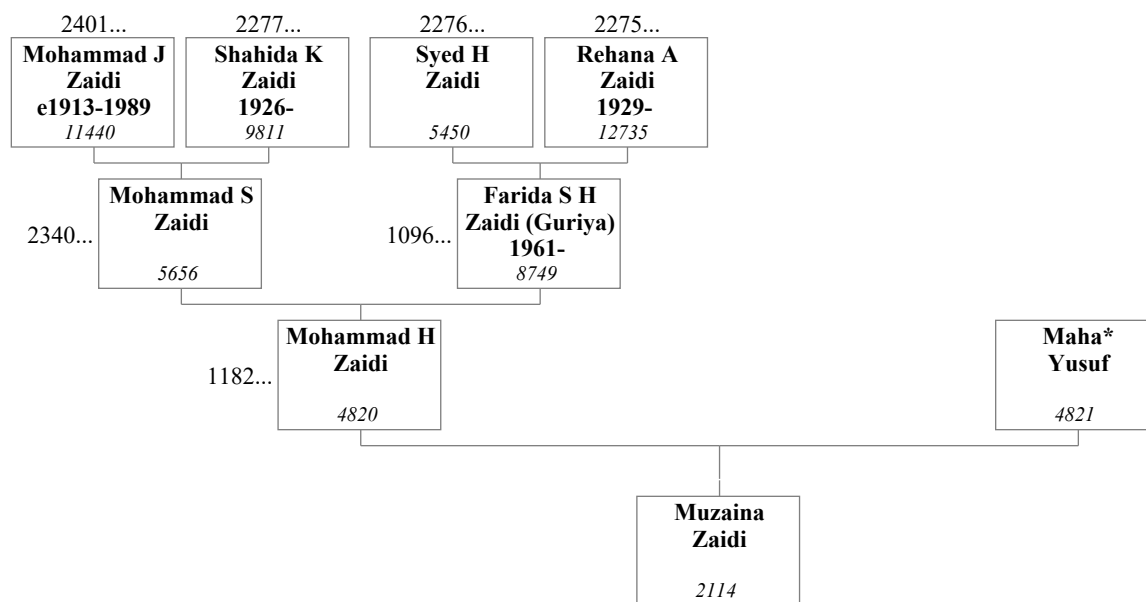 2401...
2277...
2276...
2275...
Mohammad J
Zaidi
e1913-1989
11440
Shahida K
Zaidi
1926-
9811
Syed H
Zaidi
5450
Rehana A
Zaidi
1929-
12735
2340...
Mohammad S
Zaidi
5656
1096...
Farida S H
Zaidi (Guriya)
1961-
8749
1182...
Mohammad H
Zaidi
4820
Maha*
Yusuf
4821
Muzaina
Zaidi
2114